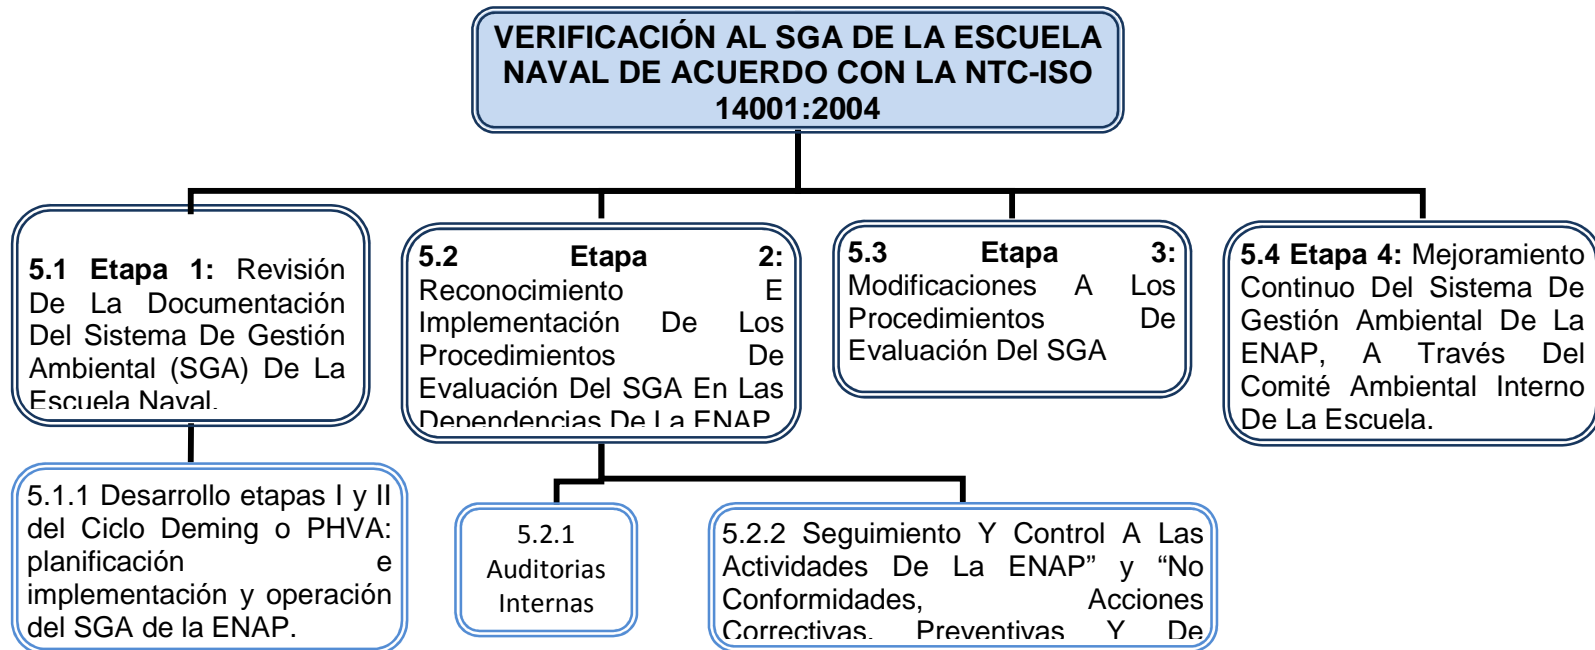 VERIFICACIÓN AL SGA DE LA ESCUELA
NAVAL DE ACUERDO CON LA NTC-ISO
14001:2004
5.1 Etapa 1: Revisión
De La Documentación
Del Sistema De Gestión
Ambiental (SGA) De La
Escuela Naval.
5.2 Etapa 2:
Reconocimiento E
Implementación De Los
Procedimientos De
Evaluación Del SGA En Las
Dependencias De La ENAP
5.3 Etapa 3:
Modificaciones A Los
Procedimientos De
Evaluación Del SGA
5.4 Etapa 4: Mejoramiento
Continuo Del Sistema De
Gestión Ambiental De La
ENAP, A Través Del
Comité Ambiental Interno
De La Escuela.
5.1.1 Desarrollo etapas I y II
del Ciclo Deming o PHVA:
planificación e
implementación y operación
del SGA de la ENAP.
5.2.1
Auditorias
Internas
5.2.2 Seguimiento Y Control A Las
Actividades De La ENAP” y “No
Conformidades, Acciones
Correctivas, Preventivas Y De